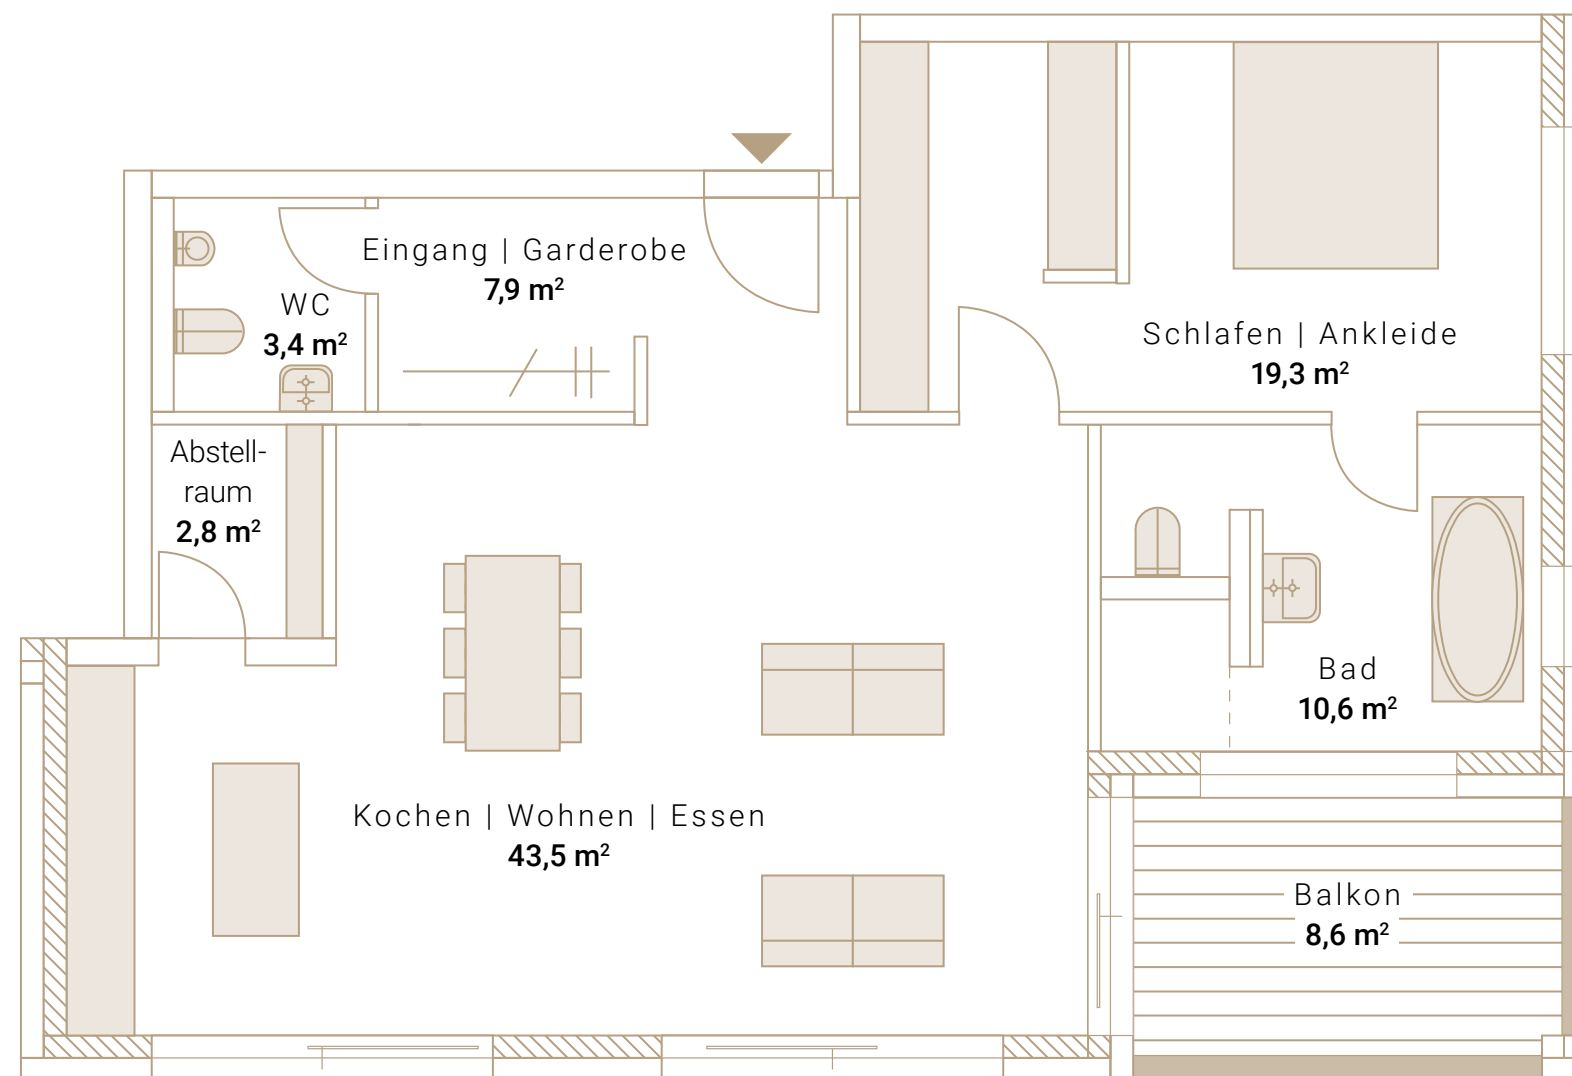 Eingang | Garderobe
7,9 m²
WC
3,4 m²
Schlafen | Ankleide
19,3 m²
Abstell-
raum
2,8 m²
Bad
10,6 m²
Kochen | Wohnen | Essen
43,5 m²
Balkon
8,6 m²